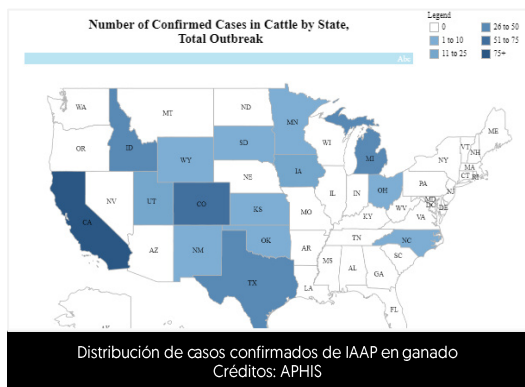 Number of Confirmed Cases in Cattle by State,
Total Outbreak
Legend
0
1 to 10
11 to 25
26 to 50
51 to 75
75+
Ale
WA
MT
ND
MN
ME
OR
ID
WY
SD
WI
MI
VT
NH
NY
MA
CT
RI
NV
UT
CO
NE
IA
IL
IN
OH
PA
NJ
MD
DE
CA
KS
MO
KY
WV
VA
AZ
NM
OK
AR
TN
NC
SC
TX
LA
MS
AL
GA
FL
Distribución de casos confirmados de IAAP en ganado
Créditos: APHIS